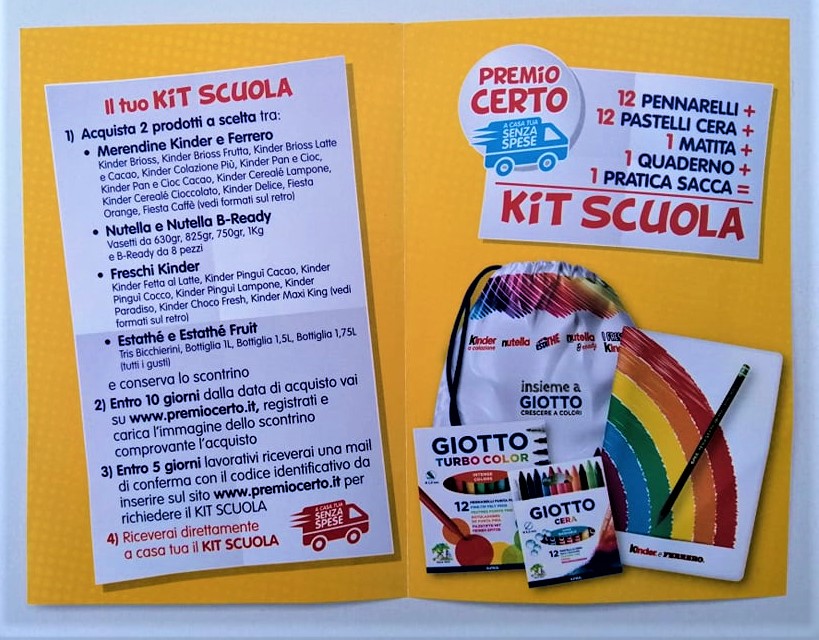 Il tuo KiT SCUOLA
1) Acquista 2 prodotti a scelta tra:
• Merendine Kinder e Ferrero
Kinder Brioss, Kinder Brioss Frutta, Kinder Brioss Latte
e Cacao, Kinder Colazione Più, Kinder Pan e Cioc,
Kinder Pan e Cioc Cacao, Kinder Cerealè Lampone,
Kinder Cerealè Cioccolato, Kinder Delice, Fiesta
Orange, Fiesta Caffè (vedi formati sul retro)
• Nutella e Nutella B-Ready
Vasetti da 630gr, 825gr, 750gr, 1Kg
e B-Ready da 8 pezzi
• Freschi Kinder
Kinder Fetta al Latte, Kinder Pinguì Cacao, Kinder
Pinguì Cocco, Kinder Pinguì Lampone, Kinder
Paradiso, Kinder Choco Fresh, Kinder Maxi King (vedi
formati sul retro)
• Estathé e Estathé Fruit
Tris Bicchierini, Bottiglia 1L, Bottiglia 1,5L, Bottiglia 1,75L
(tutti i gusti)
e conserva lo scontrino
2) Entro 10 giorni dalla data di acquisto vai
su www.premiocerto.it, registrati e
carica l'immagine dello scontrino
comprovante l'acquisto
3) Entro 5 giorni lavorativi riceverai una mail
di conferma con il codice identificativo da
inserire sul sito www.premiocerto.it per
richiedere il KIT SCUOLA
4) Riceverai direttamente
a casa tua il KIT SCUOLA
A CASA TUA
SENZA
SPESE
PREMiO
CERTO
A CASA TUA
SENZA
SPESE
12 PENNARELLI +
12 PASTELLI CERA +
1 MATITA +
1 QUADERNO +
1 PRATICA SACCA =
KiT SCUOLA
Kinder
e colazione
nutella
ESTATHÉ
nutella
B-ready
insieme a
GIOTTO
CRESCERE A COLORI
GIOTTO
TURBO COLOR
INTENSE
COLORS
12
GIOTTO
CERA
12
Kinder e FERRERO.